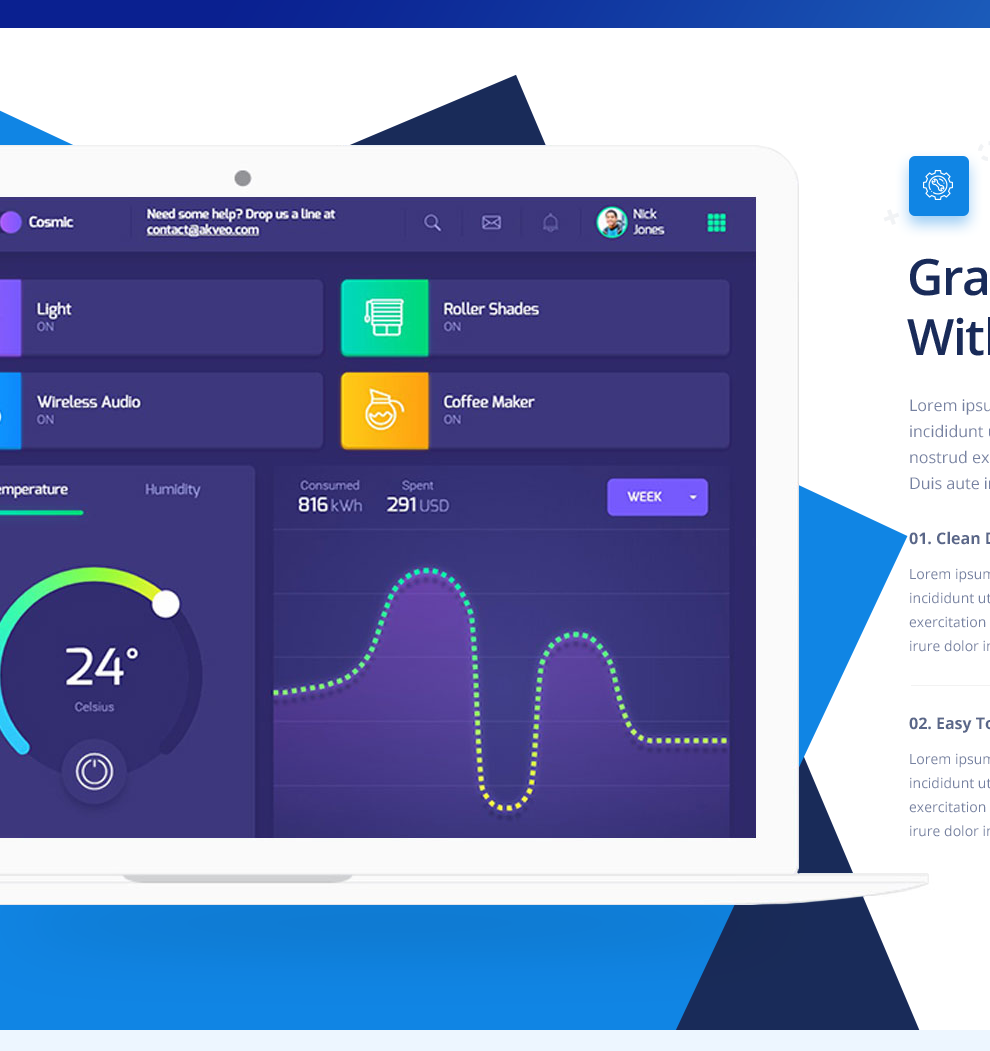 Cosmic
Need some help? Drop us a line at
contact@akveo.com
Nick
Jones
Light
ON
Roller Shades
ON
Wireless Audio
ON
Coffee Maker
ON
emperature
Humidity
Consumed
816 kWh
Spent
291 USD
WEEK
24°
Celsius
Gra
With
Lorem ipsu
incididunt u
nostrud ex
Duis aute i
01. Clean D
Lorem ipsum
incididunt ut
exercitation
irure dolor in
02. Easy To
Lorem ipsum
incididunt ut
exercitation
irure dolor in